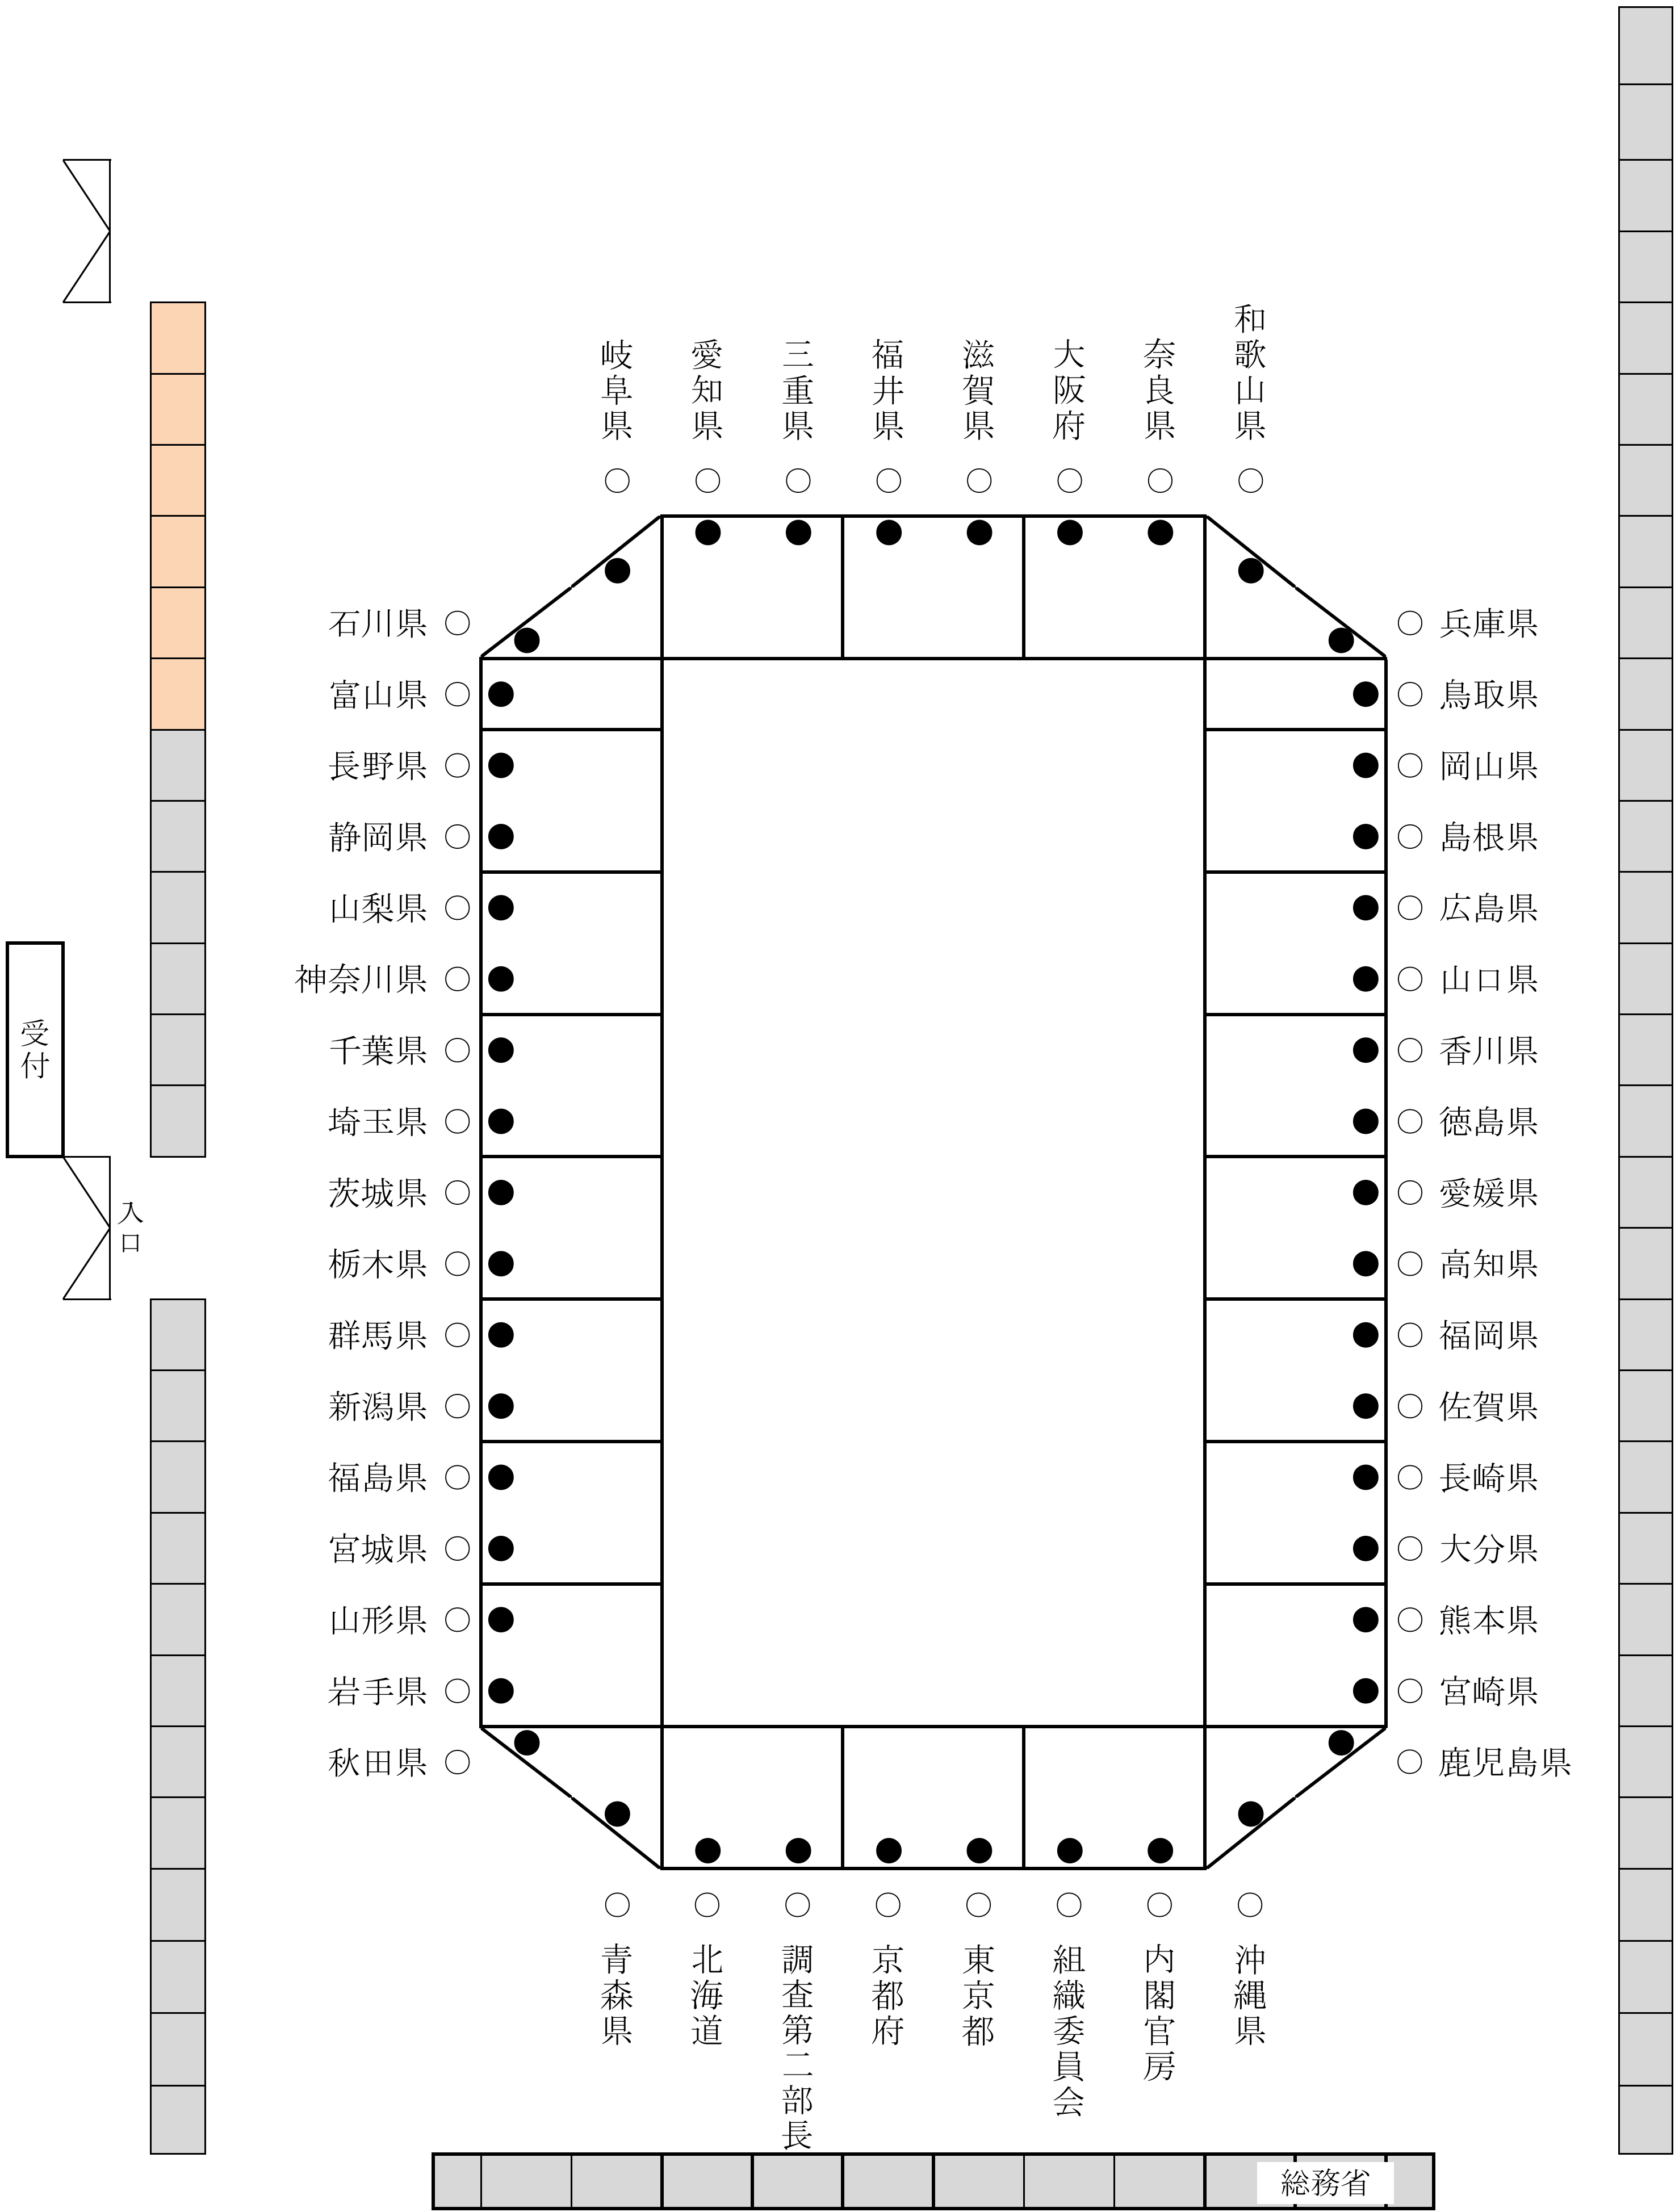 岐阜県
愛知県
三重県
福井県
滋賀県
大阪府
奈良県
和歌山県
石川県
兵庫県
富山県
鳥取県
長野県
岡山県
静岡県
島根県
山梨県
広島県
神奈川県
山口県
受付
千葉県
香川県
埼玉県
徳島県
入口
茨城県
愛媛県
栃木県
高知県
群馬県
福岡県
新潟県
佐賀県
福島県
長崎県
宮城県
大分県
山形県
熊本県
岩手県
宮崎県
秋田県
鹿児島県
青森県
北海道
調査第二部長
京都府
東京都
組織委員会
内閣官房
沖縄県
総務省